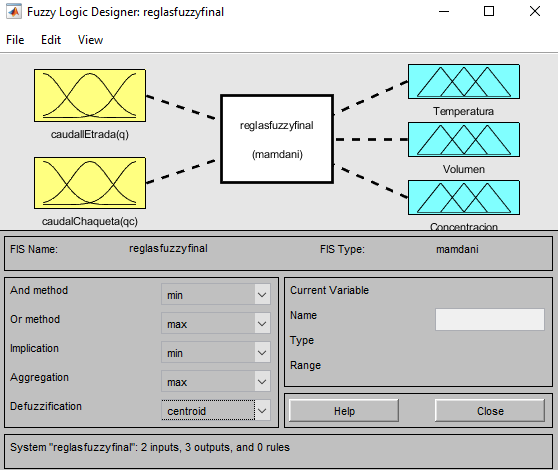 Fuzzy Logic Designer: reglasfuzzyfinal
File Edit View
caudallEtrada(q)
caudalChaqueta(qc)
reglasfuzzyfinal
(mamdani)
Temperatura
Volumen
Concentracion
FIS Name: reglasfuzzyfinal FIS Type: mamdani
And method min
Or method max
Implication min
Aggregation max
Defuzzification centroid
Current Variable
Name
Type
Range
Help Close
System "reglasfuzzyfinal": 2 inputs, 3 outputs, and 0 rules